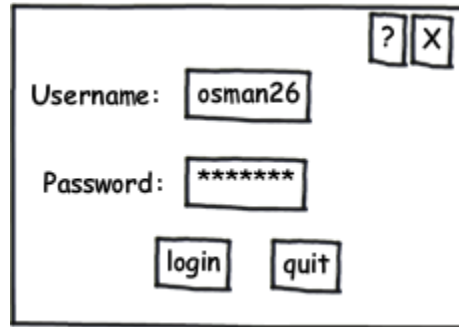 ? X
Username: osman26
Password: *******
login quit